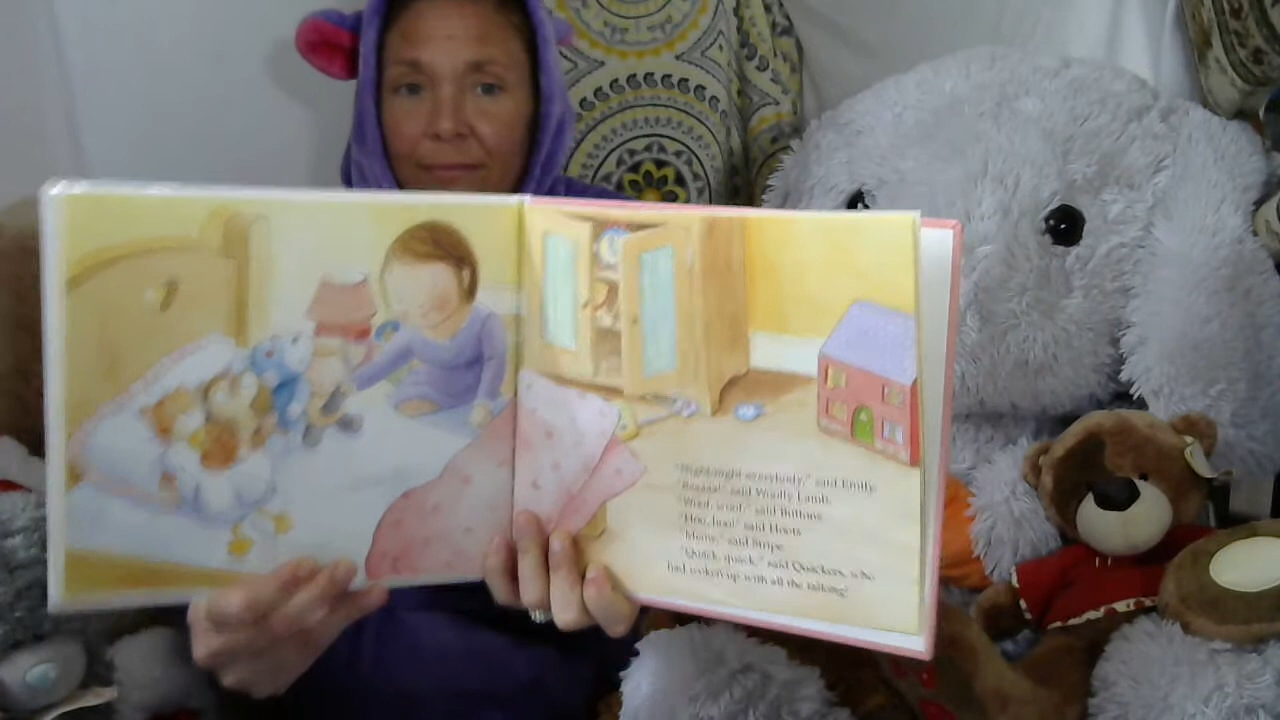 "Night-night everybody," said Emily.
"Baaaa!" said Woolly Lamb.
"Woof, woof!" said Buttons.
"Hoo, hoo!" said Hoots.
"Meow," said Stripe.
"Quack, quack," said Quackers, who
had woken up with all the talking!